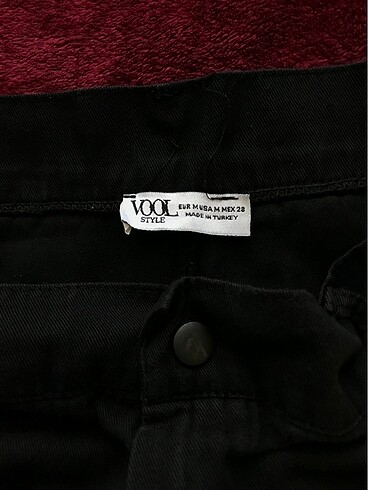 VOOL
STYLE
EUR M USA M MEX 28
MADE IN TURKEY